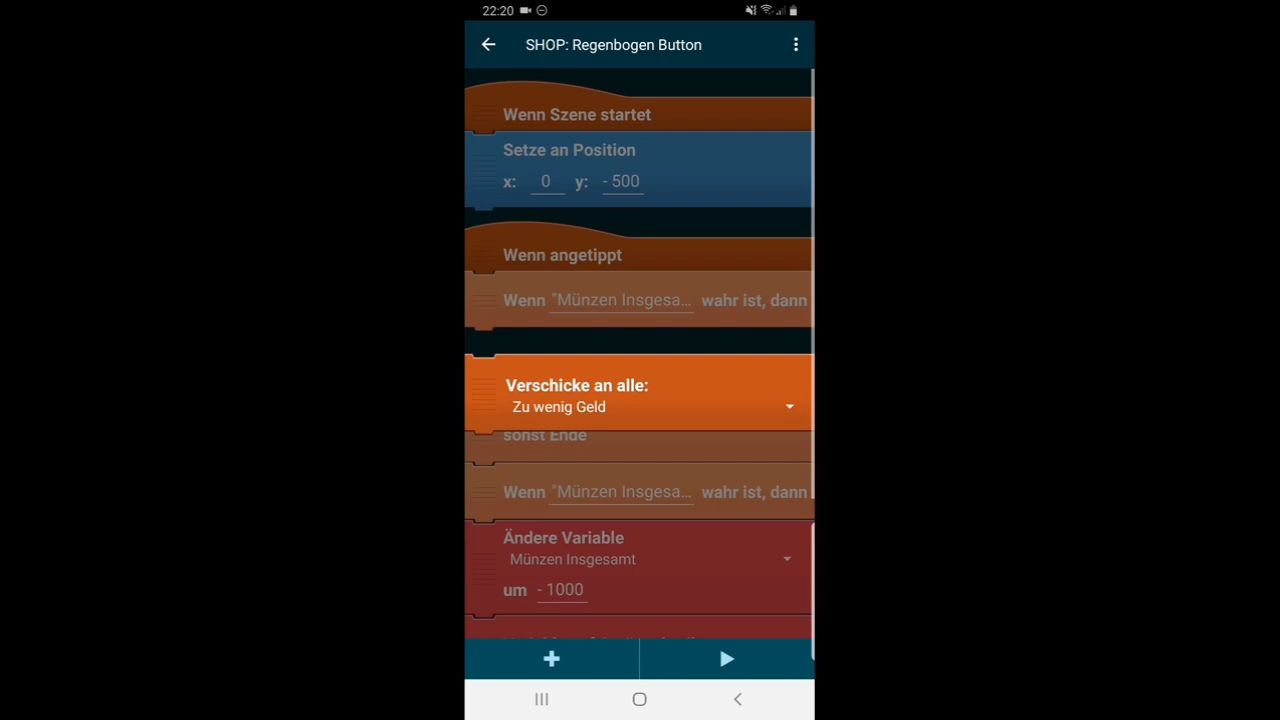 22:20
SHOP: Regenbogen Button
Wenn Szene startet
Setze an Position
x: 0 y: - 500
Wenn angetippt
Wenn "Münzen Insgesa... wahr ist, dann
Verschicke an alle:
Zu wenig Geld
sonst Ende
Wenn "Münzen Insgesa... wahr ist, dann
Ändere Variable
Münzen Insgesamt
um - 1000